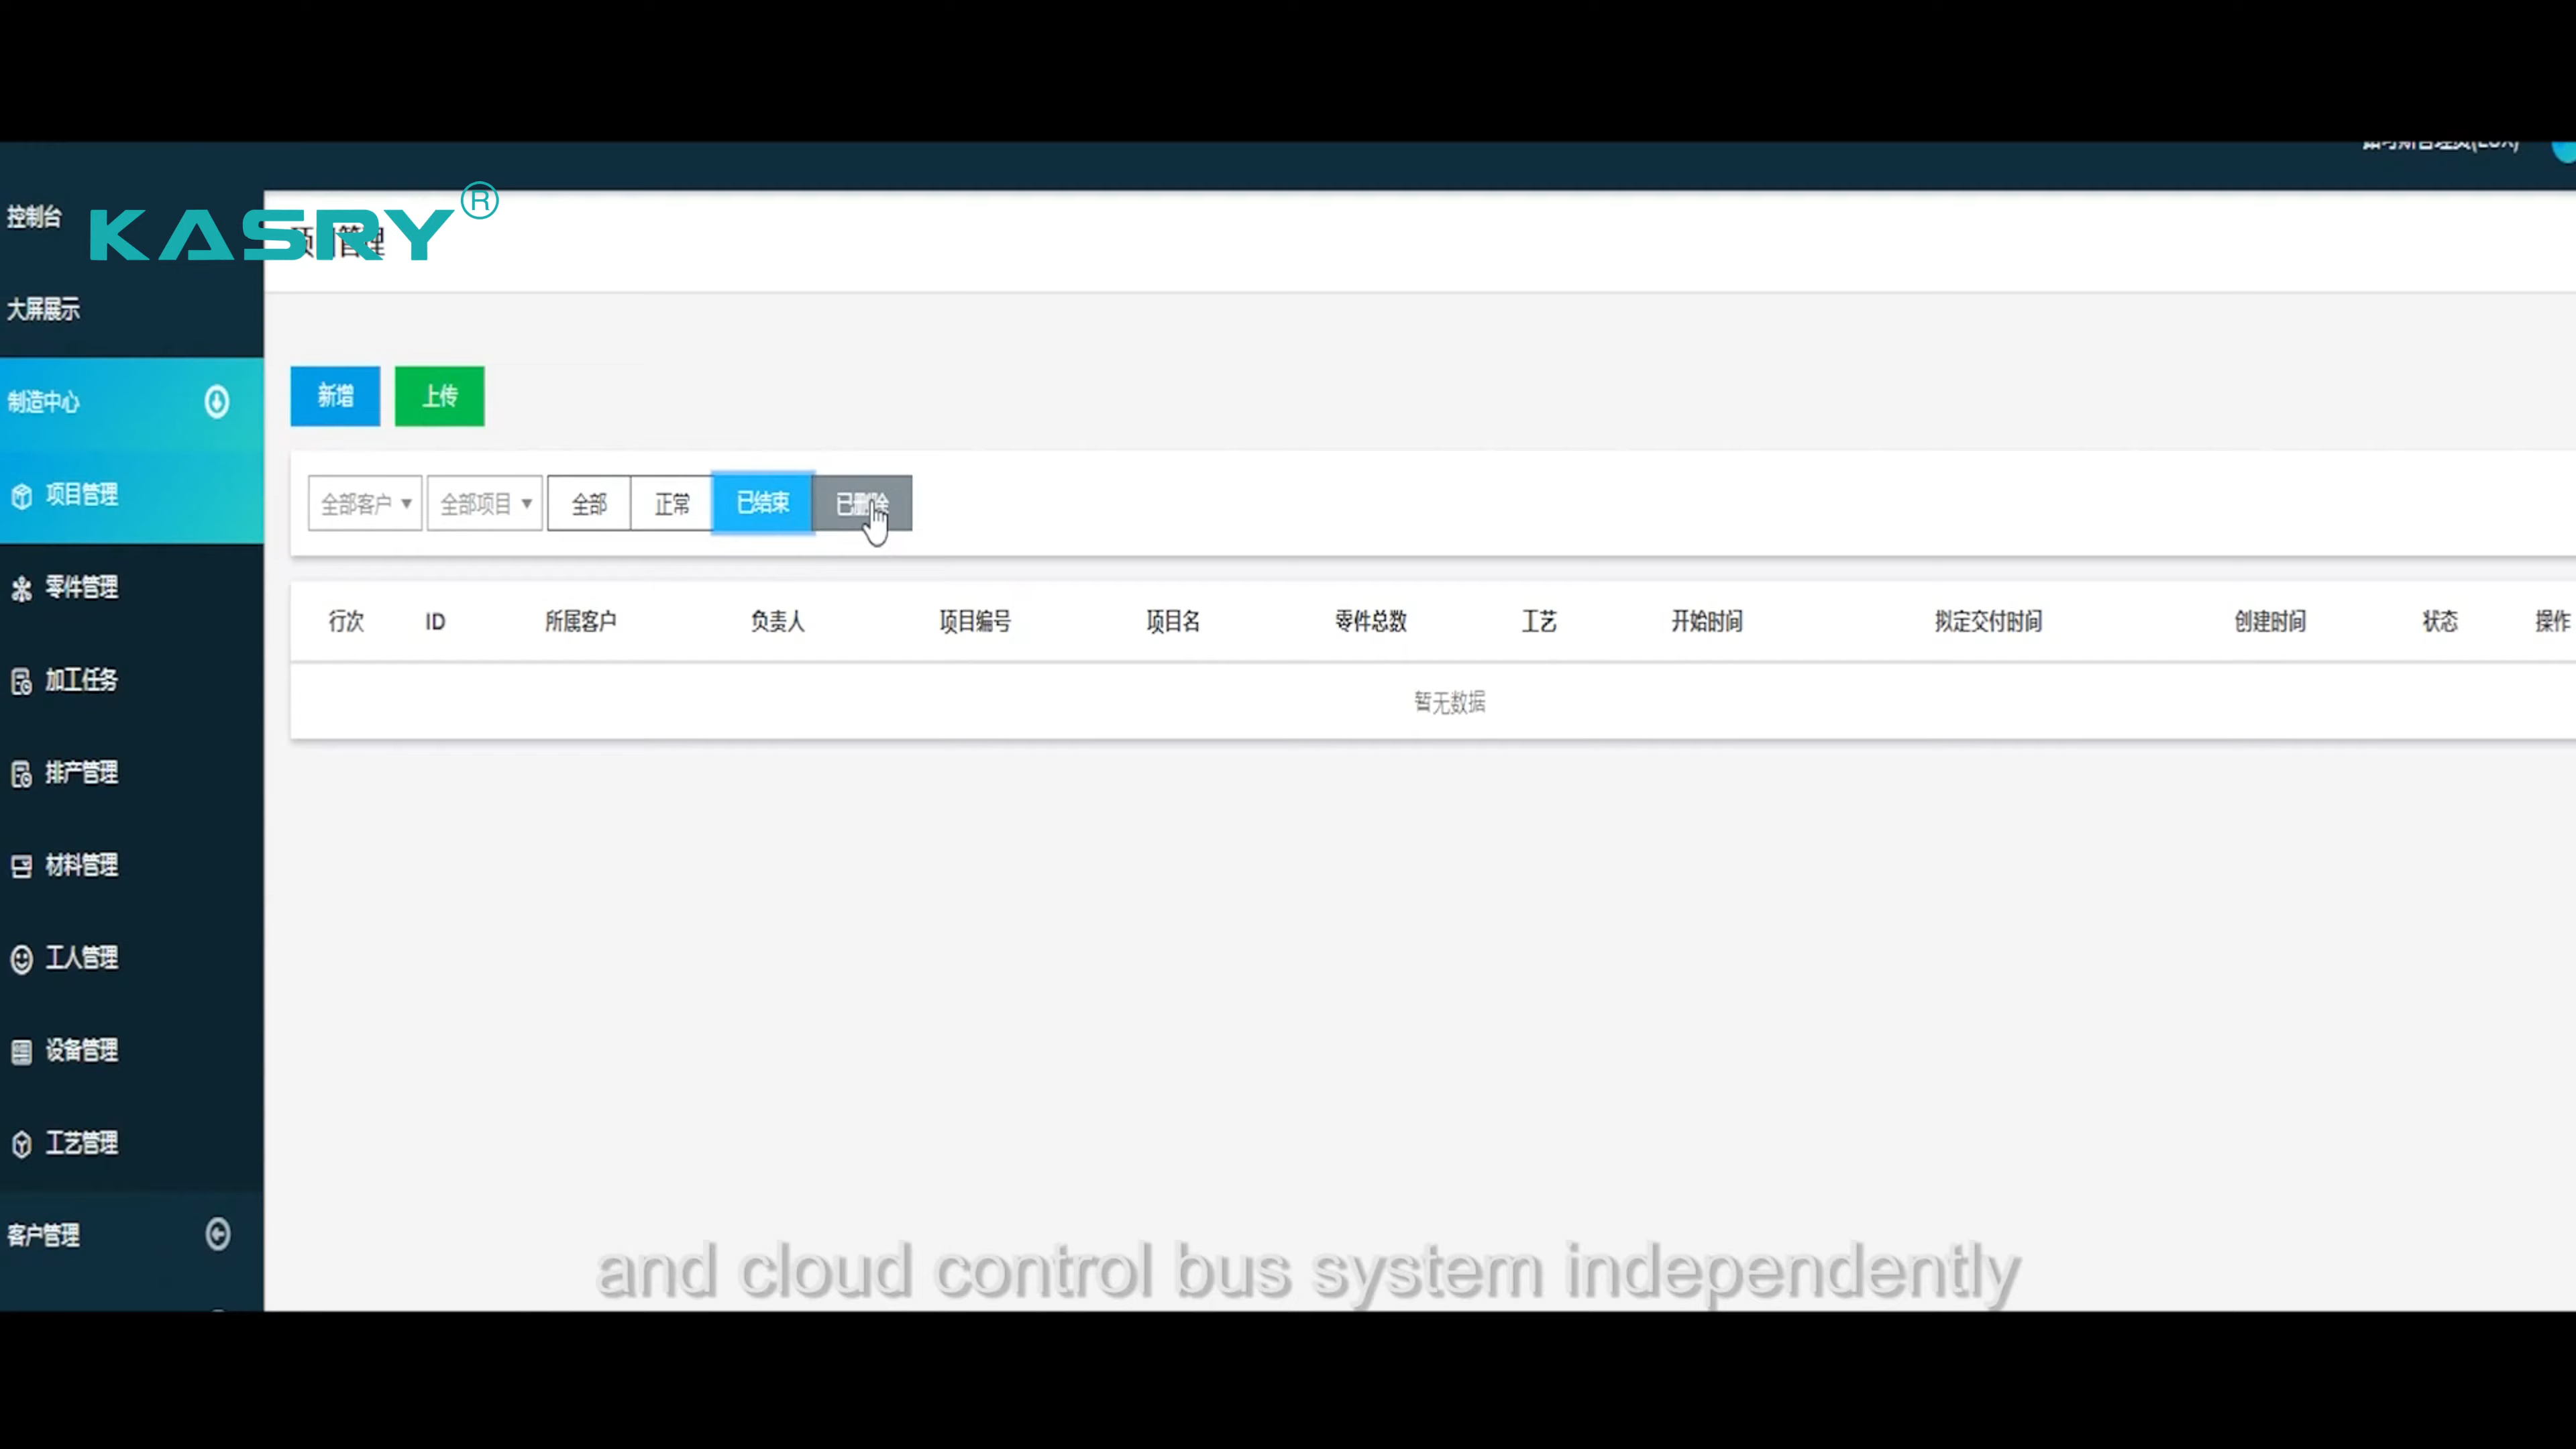 控制台
KASRY®
管理
大屏展示
制造中心
新增 上传
项目管理
全部客户 全部项目 全部 正常 已结束 已删除
零件管理
行次 ID 所属客户 负责人 项目编号 项目名 零件总数 工艺 开始时间 拟定交付时间 创建时间 状态 操作
加工任务
暂无数据
排产管理
材料管理
工人管理
设备管理
工艺管理
客户管理
and cloud control bus system independently